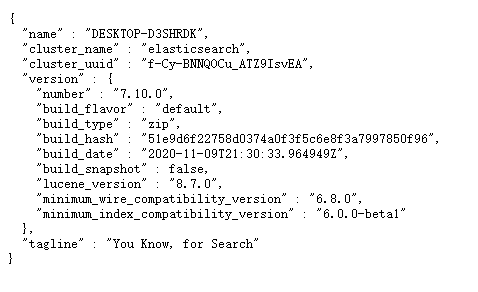 {
  "name" : "DESKTOP-D3SHRDK",
  "cluster_name" : "elasticsearch",
  "cluster_uuid" : "f-Cy-BNNQOCu_ATZ9IsvEA",
  "version" : {
    "number" : "7.10.0",
    "build_flavor" : "default",
    "build_type" : "zip",
    "build_hash" : "51e9d6f22758d0374a0f3f5c6e8f3a7997850f96",
    "build_date" : "2020-11-09T21:30:33.964949Z",
    "build_snapshot" : false,
    "lucene_version" : "8.7.0",
    "minimum_wire_compatibility_version" : "6.8.0",
    "minimum_index_compatibility_version" : "6.0.0-beta1"
  },
  "tagline" : "You Know, for Search"
}